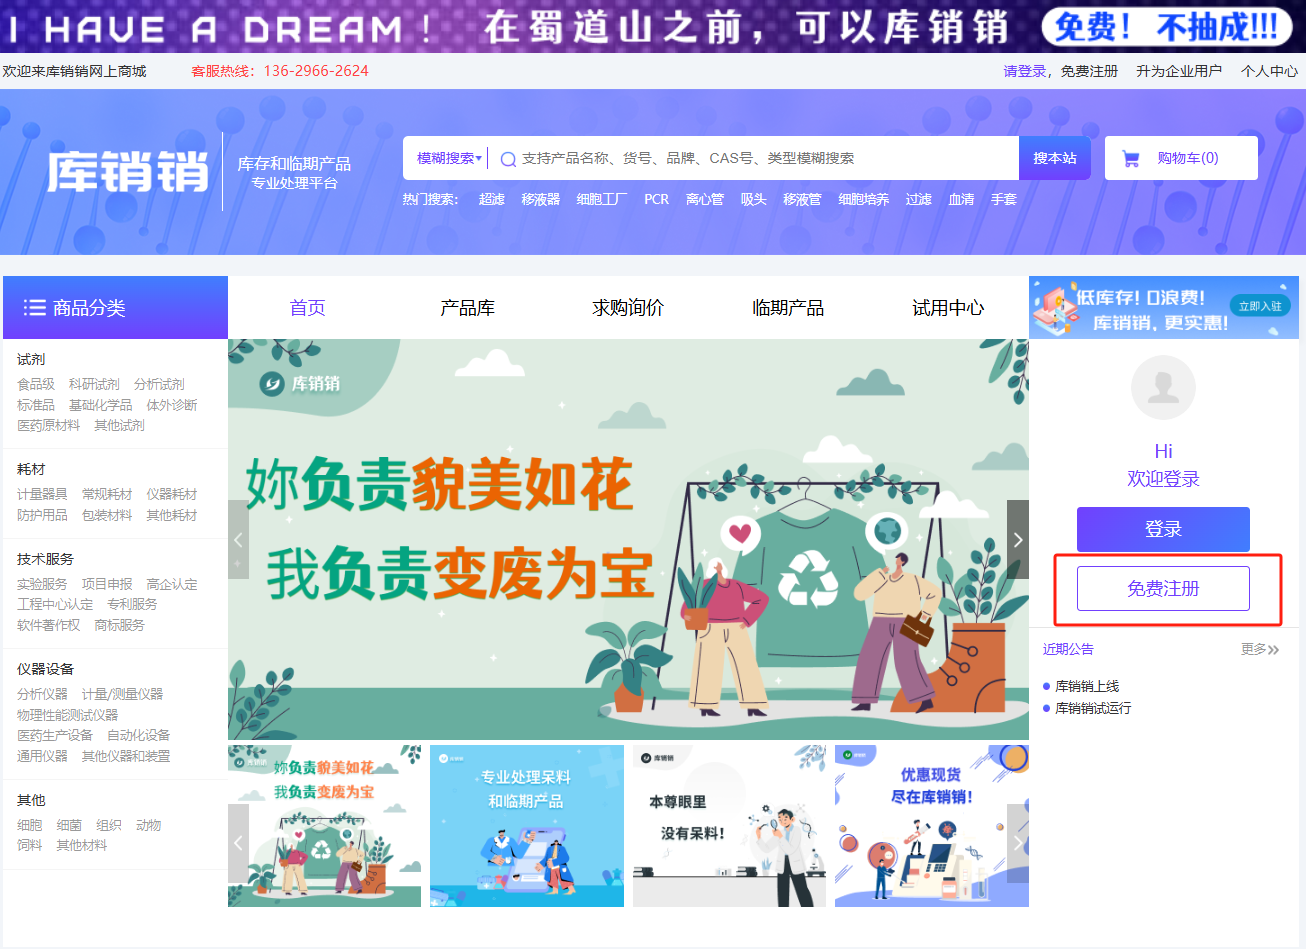 I HAVE A DREAM！ 在蜀道山之前，可以库销销 免费！ 不抽成!!!
欢迎来库销销网上商城 客服热线：136-2966-2624 请登录，免费注册 升为企业用户 个人中心
库销销
库存和临期产品
专业处理平台
模糊搜索 支持产品名称、货号、品牌、CAS号、类型模糊搜索 搜本站 购物车(0)
热门搜索： 超滤 移液器 细胞工厂 PCR 离心管 吸头 移液管 细胞培养 过滤 血清 手套
商品分类 首页 产品库 求购询价 临期产品 试用中心
低库存！0浪费！
库销销，更实惠！
立即入驻
试剂
食品级 科研试剂 分析试剂
标准品 基础化学品 体外诊断
医药原材料 其他试剂
耗材
计量器具 常规耗材 仪器耗材
防护用品 包装材料 其他耗材
技术服务
实验服务 项目申报 高企认定
工程中心认定 专利服务
软件著作权 商标服务
仪器设备
分析仪器 计量/测量仪器
物理性能测试仪器
医药生产设备 自动化设备
通用仪器 其他仪器和装置
其他
细胞 细菌 组织 动物
饲料 其他材料
库销销
妳负责貌美如花
我负责变废为宝
Hi
欢迎登录
登录
免费注册
近期公告 更多
库销销上线
库销销试运行
库销销
妳负责貌美如花
我负责变废为宝
库销销
专业处理呆料
和临期产品
库销销
本尊眼里
没有呆料！
库销销
优惠现货
尽在库销销！